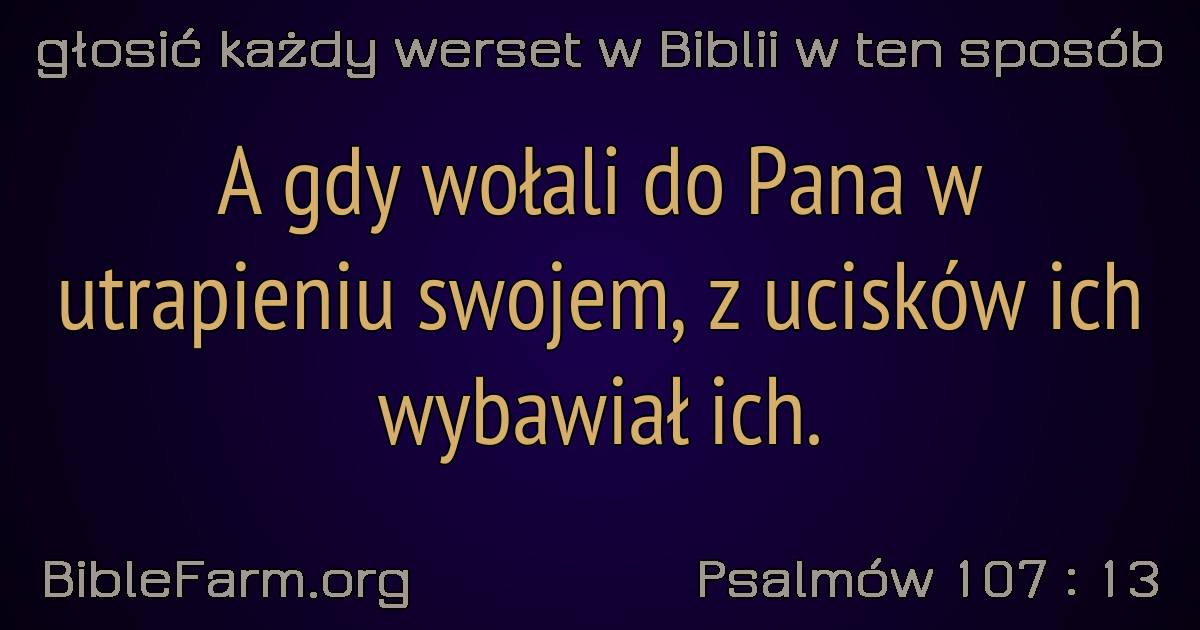 głosić każdy werset w Biblii w ten sposób
A gdy wołali do Pana w
utrapieniu swojem, z ucisków ich
wybawiał ich.
BibleFarm.org
Psalmów 107 : 13